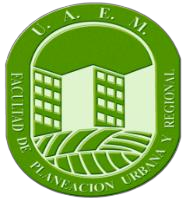 U. A. E. M.
FACULTAD DE PLANEACION URBANA Y REGIONAL